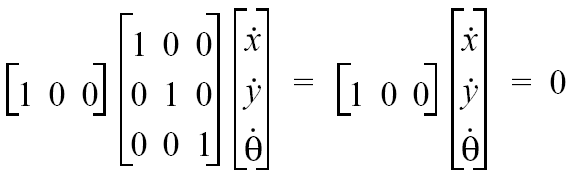 [1 0 0] [1 0 0; 0 1 0; 0 0 1] [ẋ; ẏ; θ̇] = [1 0 0] [ẋ; ẏ; θ̇] = 0